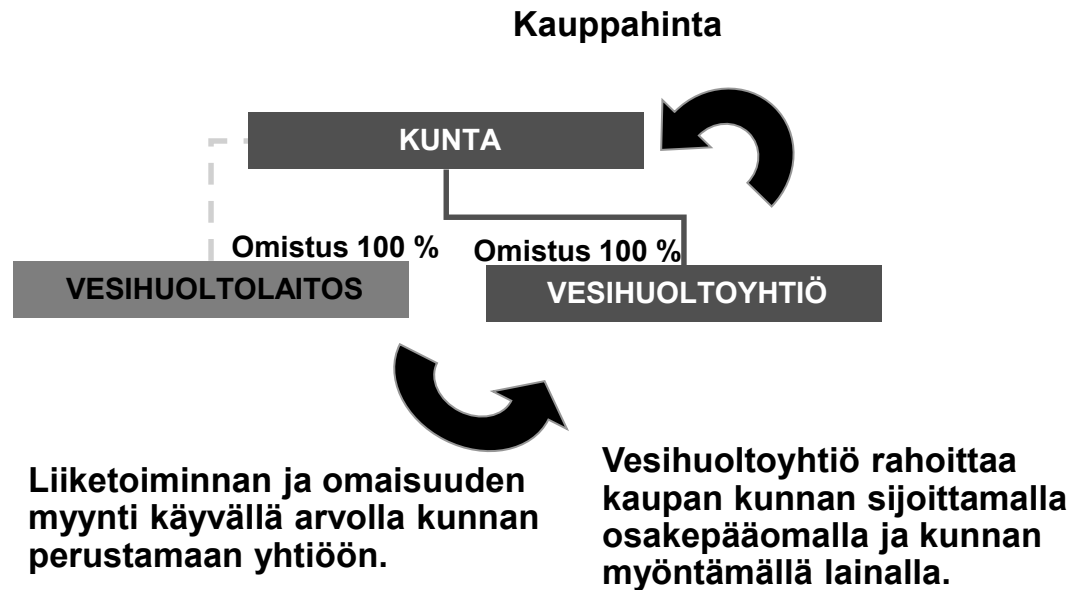 Kauppahinta
KUNTA
Omistus 100 %
Omistus 100 %
VESIHUOLTOLAITOS
VESIHUOLTOYHTIÖ
Liiketoiminnan ja omaisuuden
myynti käyvällä arvolla kunnan
perustamaan yhtiöön.
Vesihuoltoyhtiö rahoittaa
kaupan kunnan sijoittamalla
osakepääomalla ja kunnan
myöntämällä lainalla.